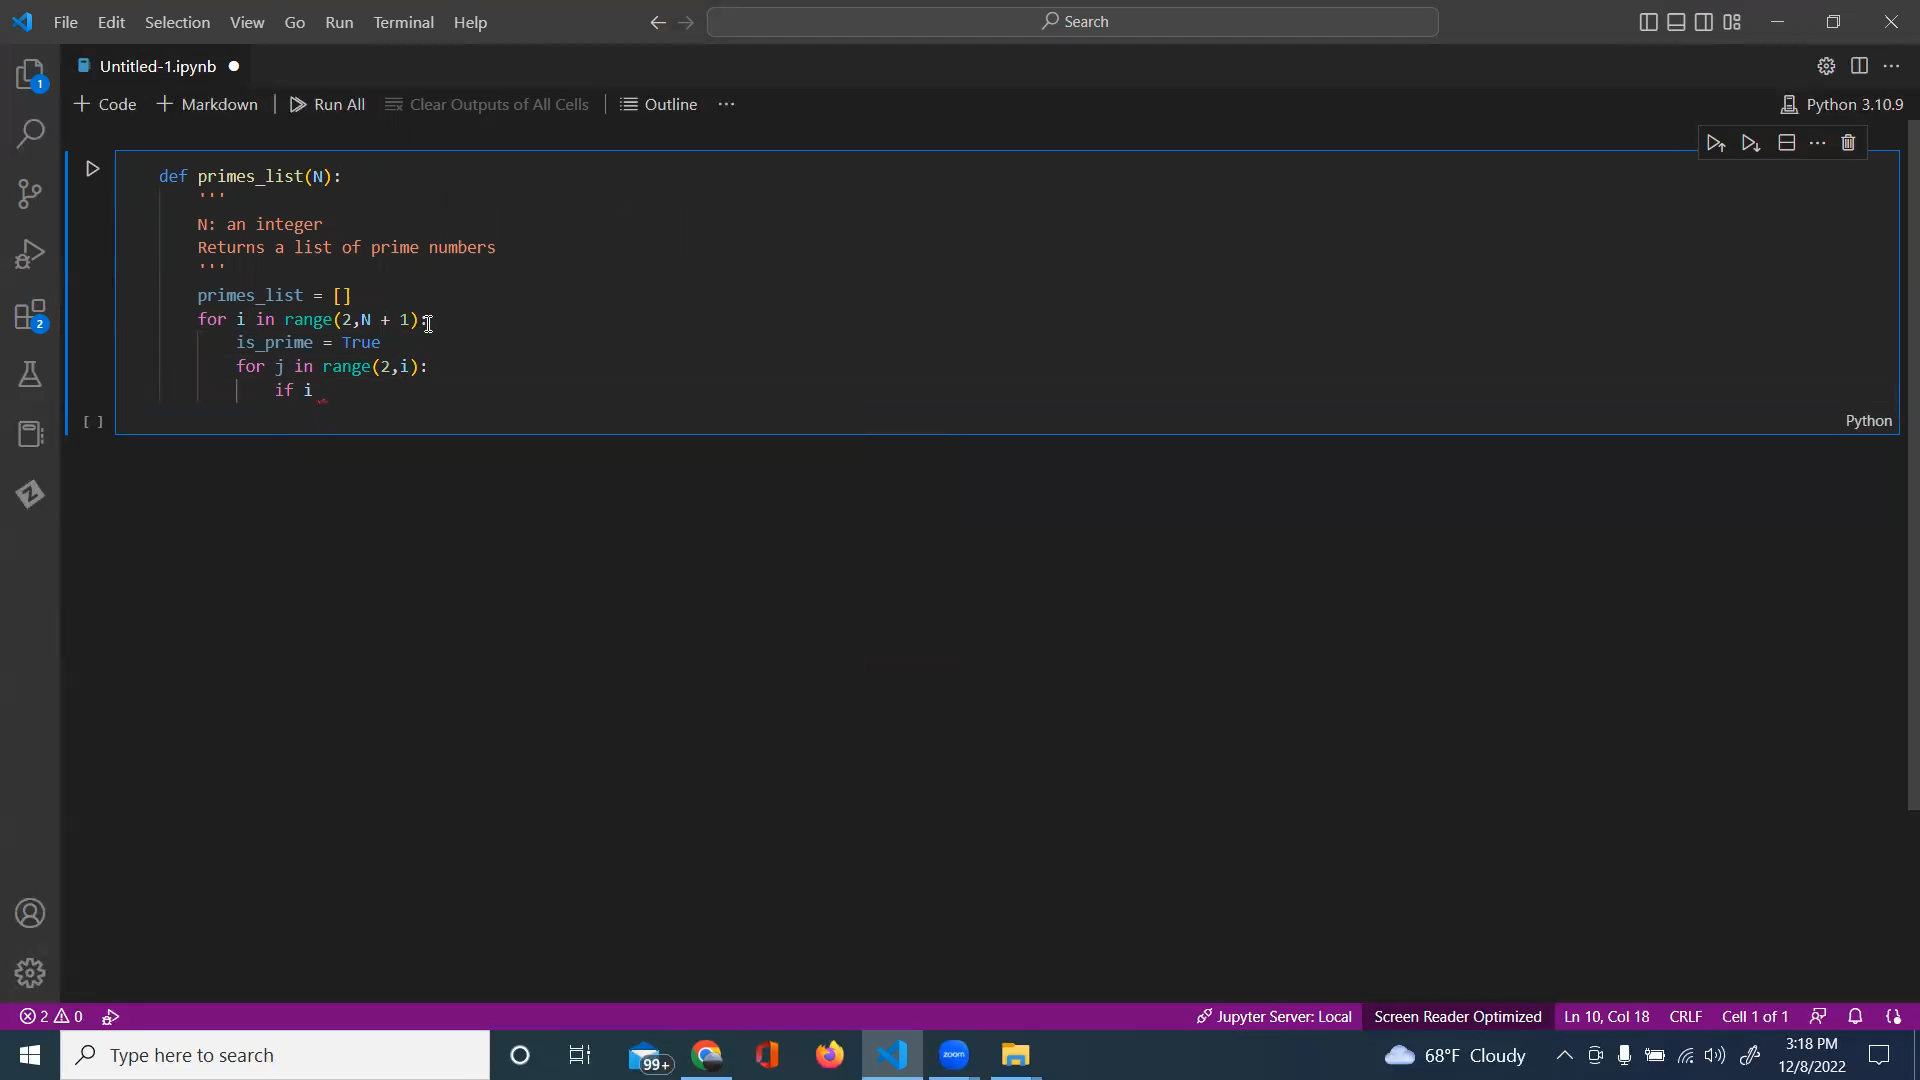 File Edit Selection View Go Run Terminal Help Search
Untitled-1.ipynb
Code Markdown Run All Clear Outputs of All Cells Outline ··· Python 3.10.9
def primes_list(N):
'''
N: an integer
Returns a list of prime numbers
'''
primes_list = []
for i in range(2,N + 1):
is_prime = True
for j in range(2,i):
if i
[ ] Python
1
2
2 0 Jupyter Server: Local Screen Reader Optimized Ln 10, Col 18 CRLF Cell 1 of 1
Type here to search 99+ zoom 68°F Cloudy 3:18 PM
12/8/2022